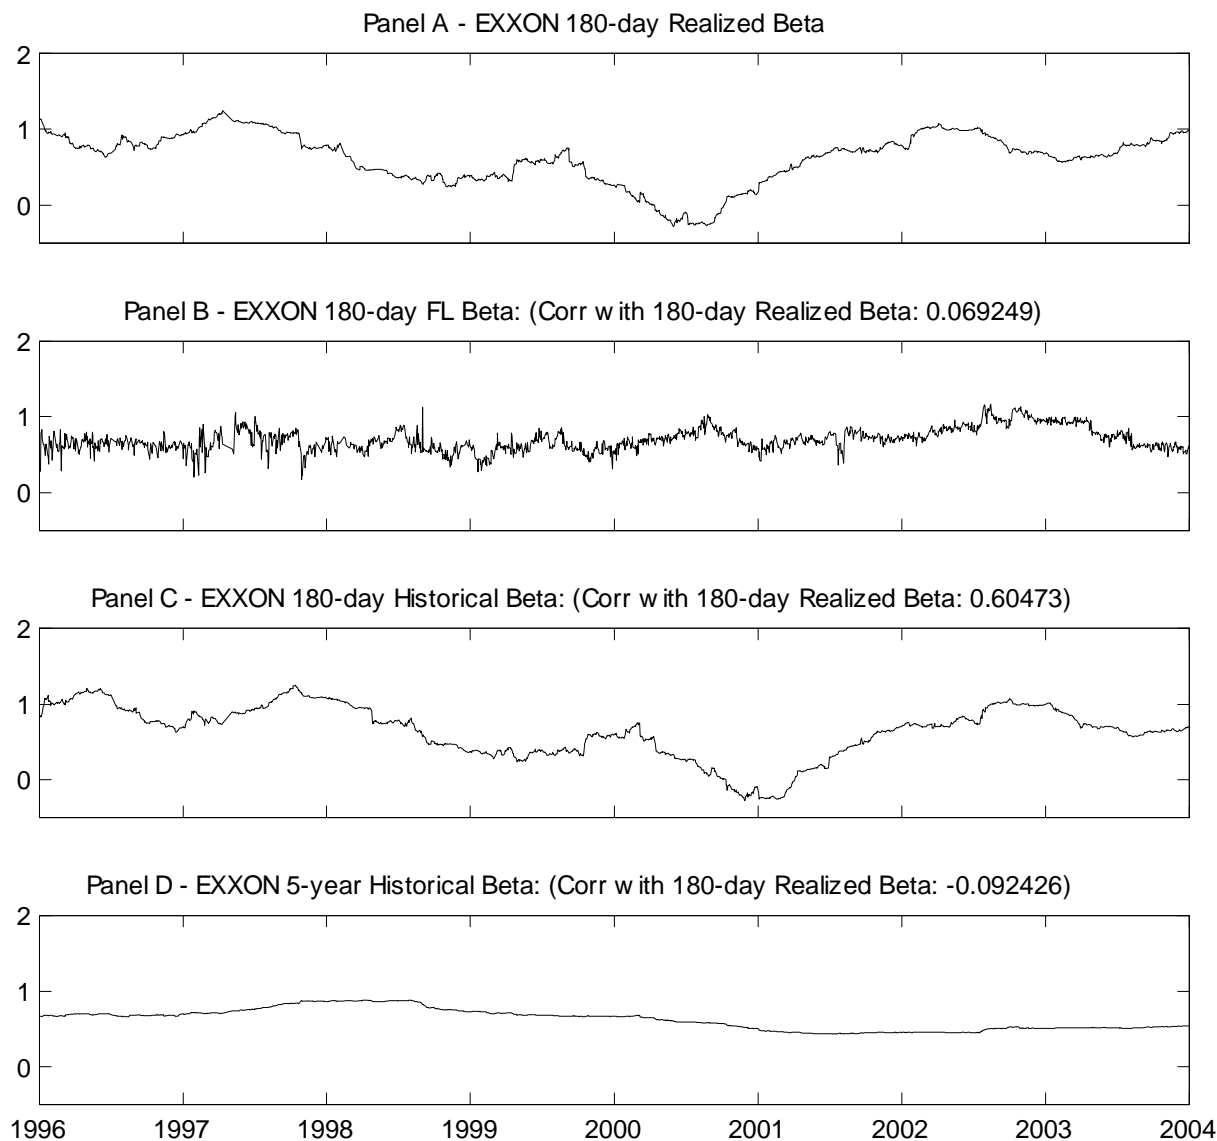 Panel A - EXXON 180-day Realized Beta
2
1
0
Panel B - EXXON 180-day FL Beta: (Corr with 180-day Realized Beta: 0.069249)
2
1
0
Panel C - EXXON 180-day Historical Beta: (Corr with 180-day Realized Beta: 0.60473)
2
1
0
Panel D - EXXON 5-year Historical Beta: (Corr with 180-day Realized Beta: -0.092426)
2
1
0
1996 1997 1998 1999 2000 2001 2002 2003 2004